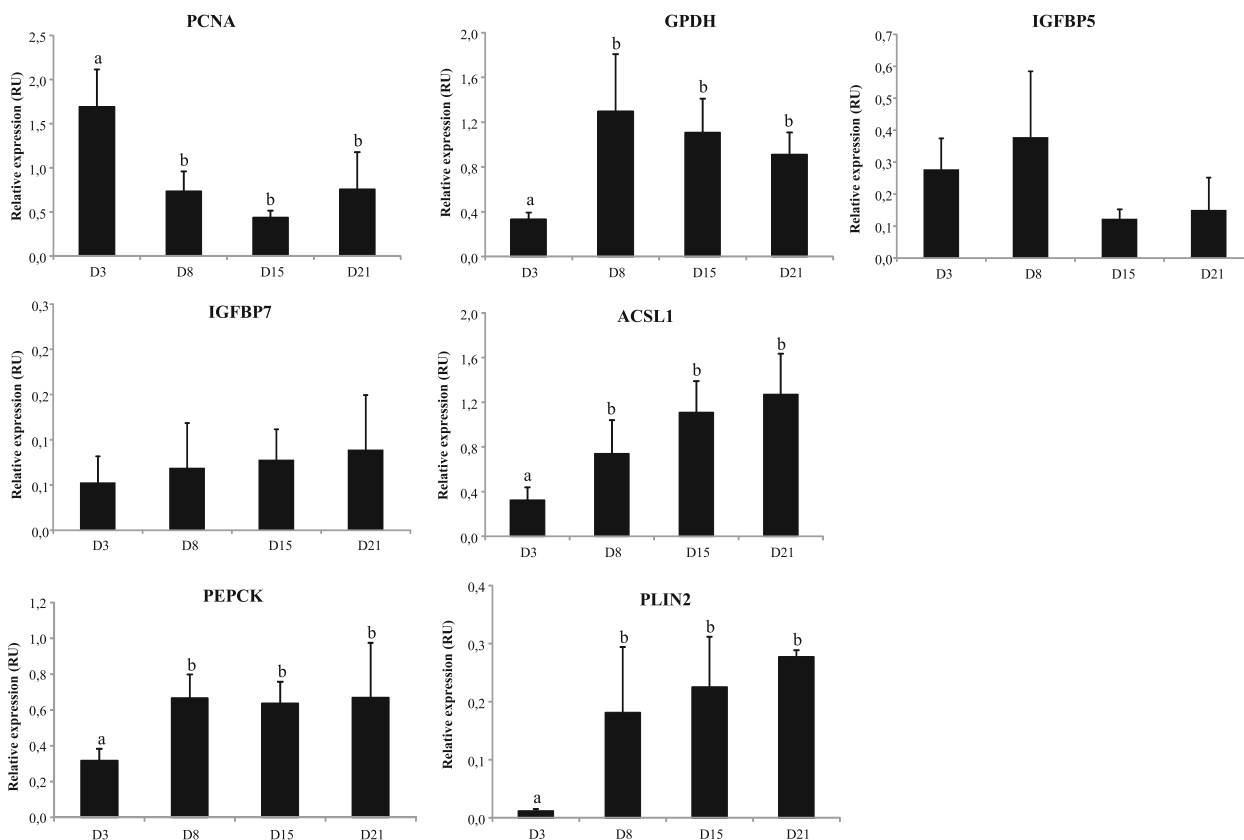 PCNA
Relative expression (RU)
2,5
2,0
1,5
1,0
0,5
0,0
a
b
b
b
D3 D8 D15 D21
GPDH
Relative expression (RU)
2,0
1,6
1,2
0,8
0,4
0,0
a
b
b
b
D3 D8 D15 D21
IGFBP5
Relative expression (RU)
0,7
0,6
0,5
0,4
0,3
0,2
0,1
0,0
D3 D8 D15 D21
IGFBP7
Relative expression (RU)
0,3
0,2
0,2
0,1
0,1
0,0
D3 D8 D15 D21
ACSL1
Relative expression (RU)
2,0
1,6
1,2
0,8
0,4
0,0
a
b
b
b
D3 D8 D15 D21
PEPCK
Relative expression (RU)
1,2
1,0
0,8
0,6
0,4
0,2
0,0
a
b
b
b
D3 D8 D15 D21
PLIN2
Relative expression (RU)
0,4
0,3
0,2
0,1
0,0
a
b
b
b
D3 D8 D15 D21